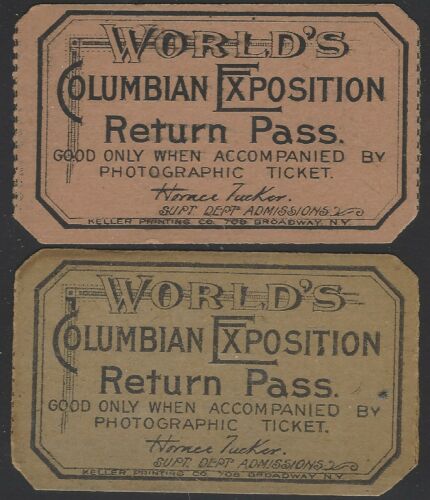 WORLD'S
COLUMBIAN EXPOSITION
Return Pass.
GOOD ONLY WHEN ACCOMPANIED BY
PHOTOGRAPHIC TICKET.
Horace Tucker.
SUPT. DEPT ADMISSIONS.
KELLER PRINTING CO. 708 BROADWAY, N.Y.
WORLD'S
COLUMBIAN EXPOSITION
Return Pass.
GOOD ONLY WHEN ACCOMPANIED BY
PHOTOGRAPHIC TICKET.
Horace Tucker.
SUPT. DEPT ADMISSIONS.
KELLER PRINTING CO. 708 BROADWAY, N.Y.